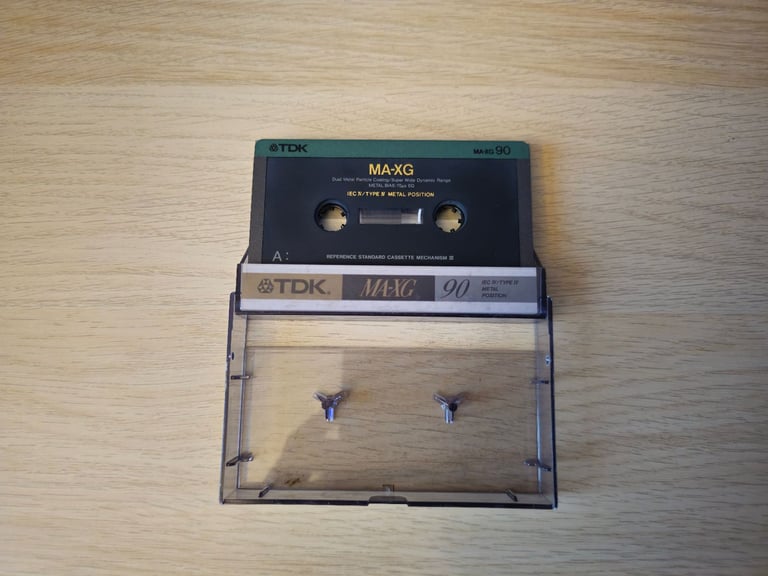 TDK MA-XG 90
MA-XG
Dual Metal Particle Coating/Super Wide Dynamic Range
METAL BIAS 70μs EQ
IEC IV/TYPE IV METAL POSITION
A:
REFERENCE STANDARD CASSETTE MECHANISM III
TDK. MA-XG 90 IEC IV/TYPE IV
METAL
POSITION